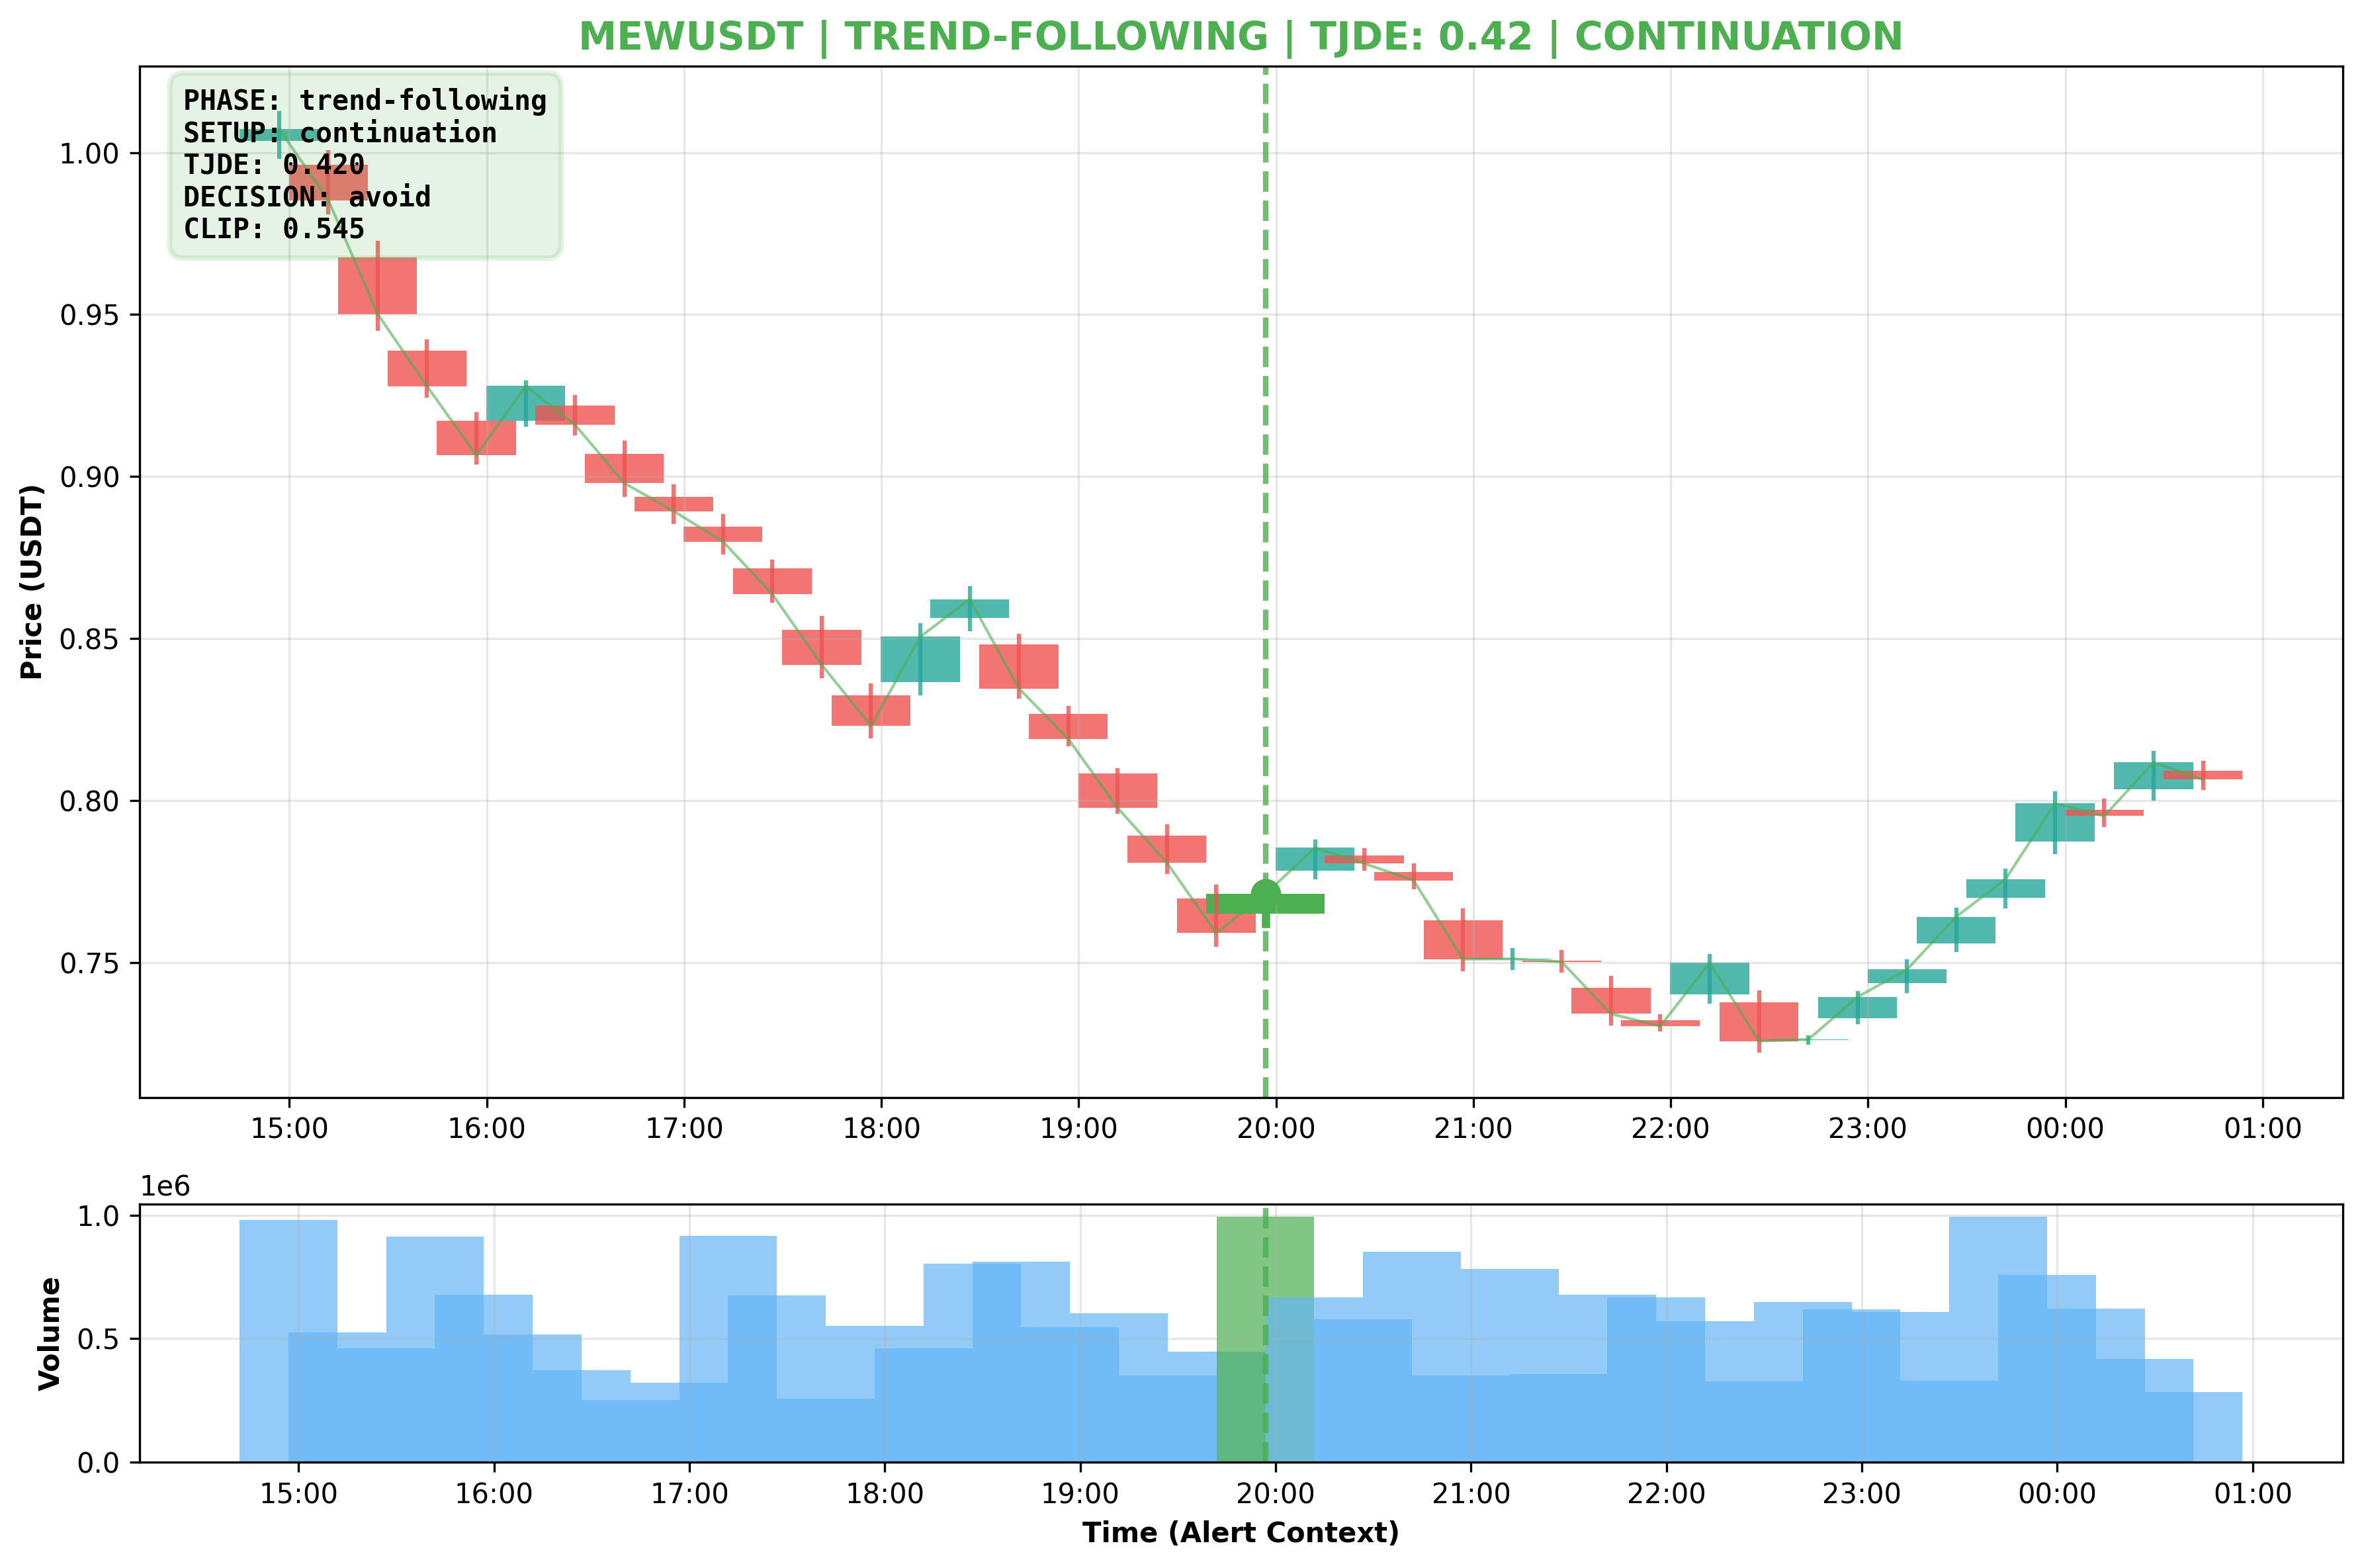 MEWUSDT | TREND-FOLLOWING | TJDE: 0.42 | CONTINUATION
PHASE: trend-following
SETUP: continuation
TJDE: 0.420
DECISION: avoid
CLIP: 0.545
Price (USDT)
1.00
0.95
0.90
0.85
0.80
0.75
15:00 16:00 17:00 18:00 19:00 20:00 21:00 22:00 23:00 00:00 01:00
1e6
Volume
1.0
0.5
0.0
15:00 16:00 17:00 18:00 19:00 20:00 21:00 22:00 23:00 00:00 01:00
Time (Alert Context)